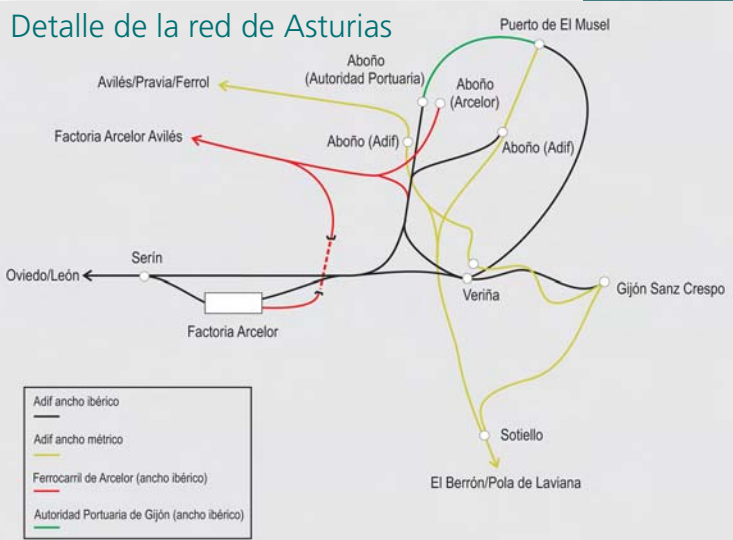 Detalle de la red de Asturias
Puerto de El Musel
Aboño
(Autoridad Portuaria)
Aboño
(Arcelor)
Avilés/Pravia/Ferrol
Factoria Arcelor Avilés
Aboño (Adif)
Aboño (Adif)
Serín
Oviedo/León
Veriña
Gijón Sanz Crespo
Factoria Arcelor
Adif ancho ibérico
Adif ancho métrico
Ferrocarril de Arcelor (ancho ibérico)
Autoridad Portuaria de Gijón (ancho ibérico)
Sotiello
El Berrón/Pola de Laviana